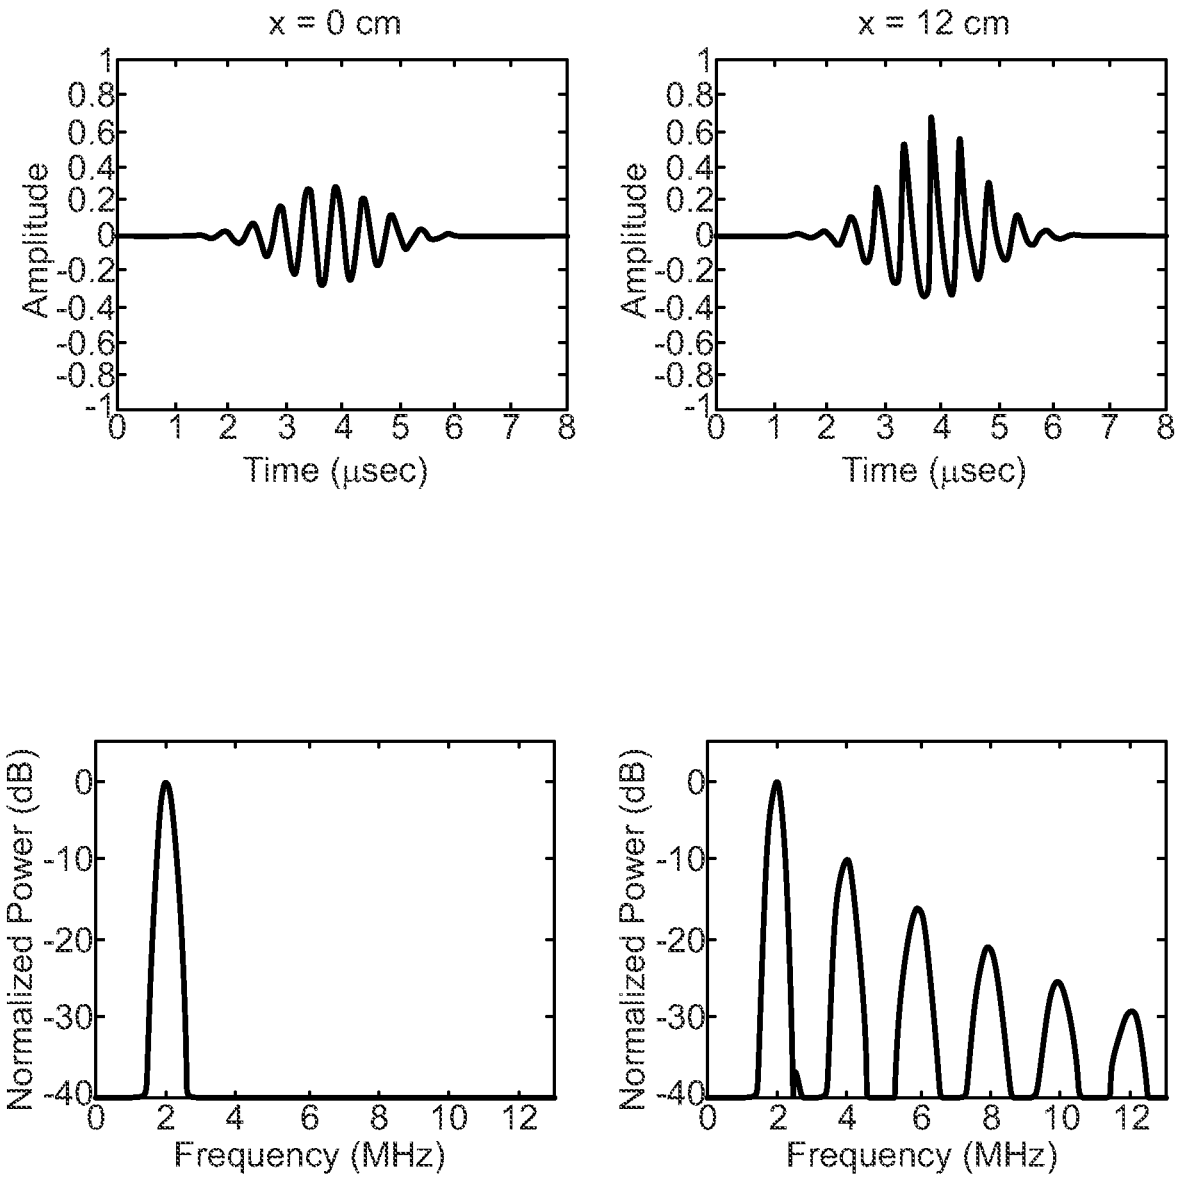 x = 0 cm
1
0.8
0.6
0.4
0.2
0
-0.2
-0.4
-0.6
-0.8
-1
Amplitude
0 1 2 3 4 5 6 7 8
Time (μsec)
x = 12 cm
1
0.8
0.6
0.4
0.2
0
-0.2
-0.4
-0.6
-0.8
-1
Amplitude
0 1 2 3 4 5 6 7 8
Time (μsec)
0
-10
-20
-30
-40
Normalized Power (dB)
0 2 4 6 8 10 12
Frequency (MHz)
0
-10
-20
-30
-40
Normalized Power (dB)
0 2 4 6 8 10 12
Frequency (MHz)